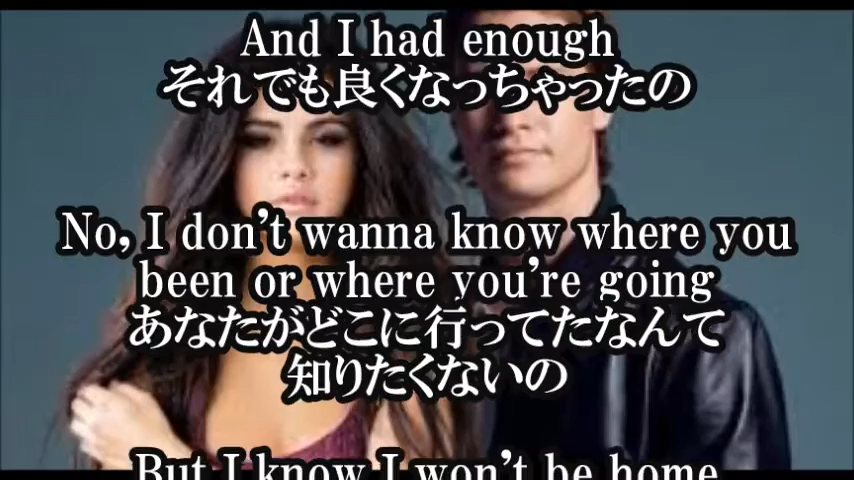 And I had enough
それでも良くなっちゃったの
No, I don't wanna know where you
been or where you're going
あなたがどこに行ってたなんて
知りたくないの
But I know I won't be home